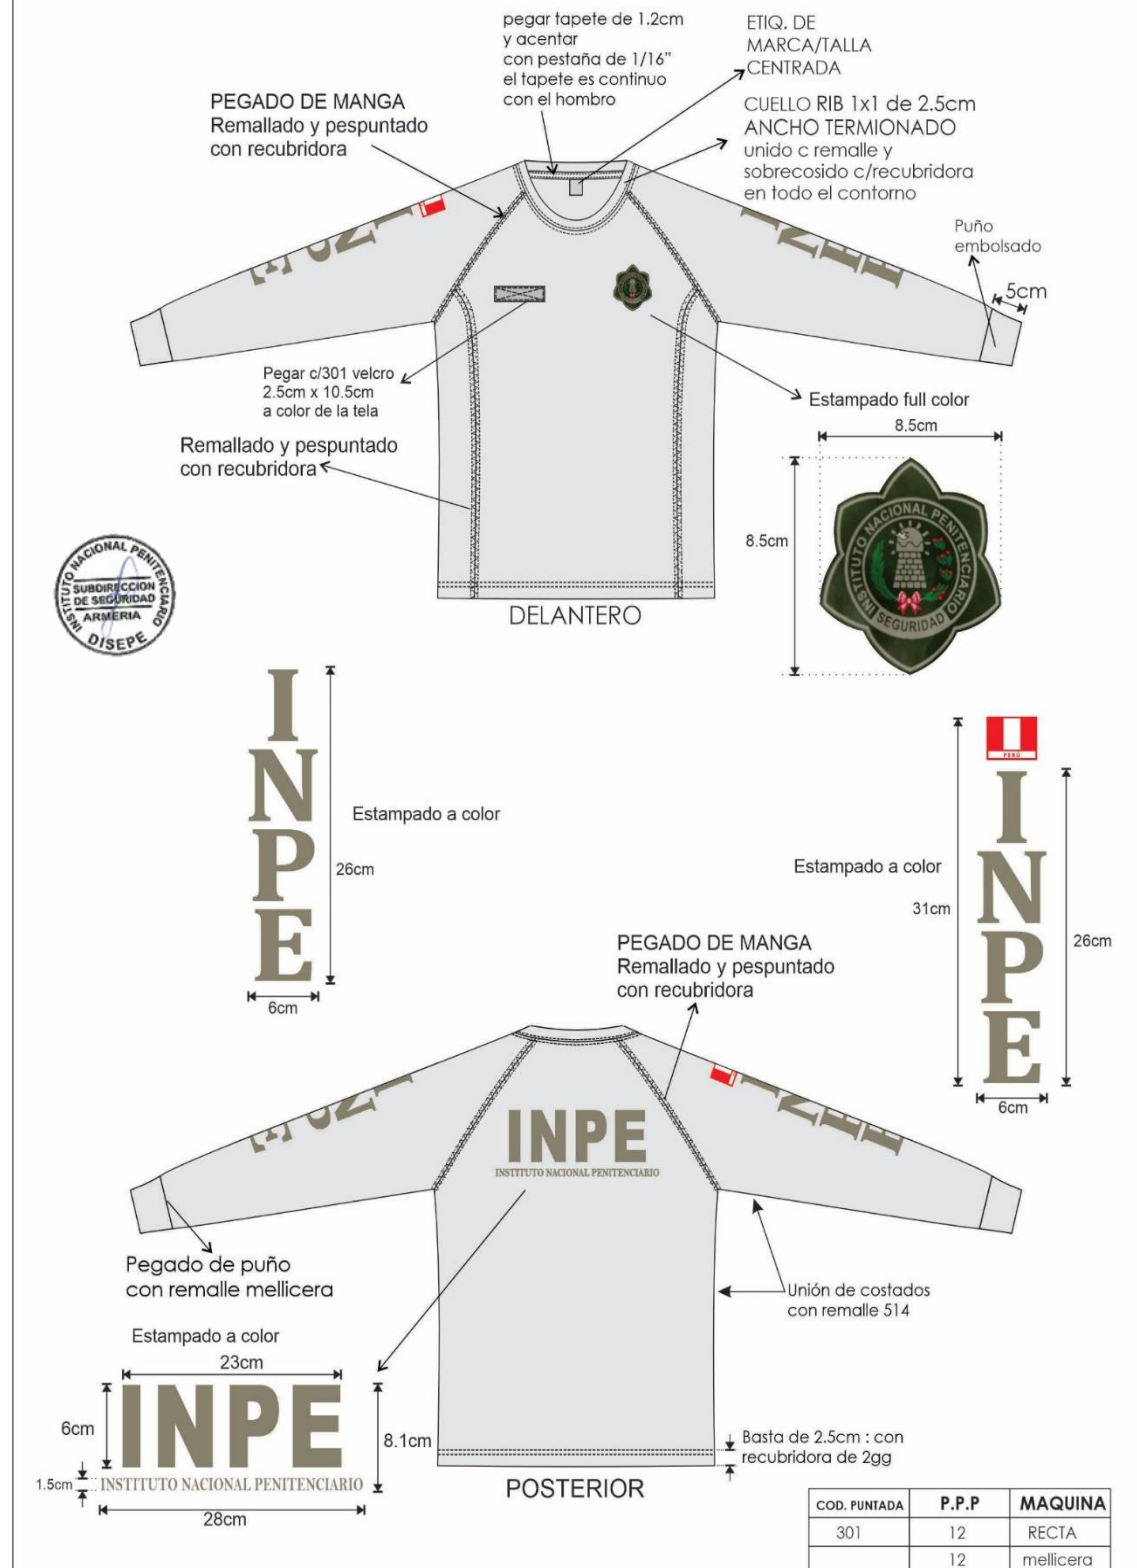 pegar tapete de 1.2cm
y acentar
con pestaña de 1/16"
el tapete es continuo
con el hombro
ETIQ. DE
MARCA/TALLA
CENTRADA
PEGADO DE MANGA
Remallado y pespuntado
con recubridora
CUELLO RIB 1x1 de 2.5cm
ANCHO TERMIONADO
unido c remalle y
sobrecosido c/recubridora
en todo el contorno
Puño
embolsado
5cm
Pegar c/301 velcro
2.5cm x 10.5cm
a color de la tela
Remallado y pespuntado
con recubridora
Estampado full color
8.5cm
8.5cm
INSTITUTO NACIONAL PENITENCIARIO
SEGURIDAD
INSTITUTO NACIONAL PENITENCIARIO
SUBDIRECCION
DE SEGURIDAD
ARMERIA
DISEPE
DELANTERO
I
N
P
E
Estampado a color
26cm
6cm
PERÚ
I
N
P
E
Estampado a color
31cm
26cm
6cm
PEGADO DE MANGA
Remallado y pespuntado
con recubridora
INPE
INSTITUTO NACIONAL PENITENCIARIO
Pegado de puño
con remalle mellicera
Unión de costados
con remalle 514
Estampado a color
23cm
INPE
6cm
8.1cm
1.5cm
INSTITUTO NACIONAL PENITENCIARIO
28cm
Basta de 2.5cm : con
recubridora de 2gg
POSTERIOR
COD. PUNTADA P.P.P MAQUINA
301 12 RECTA
12 mellicera